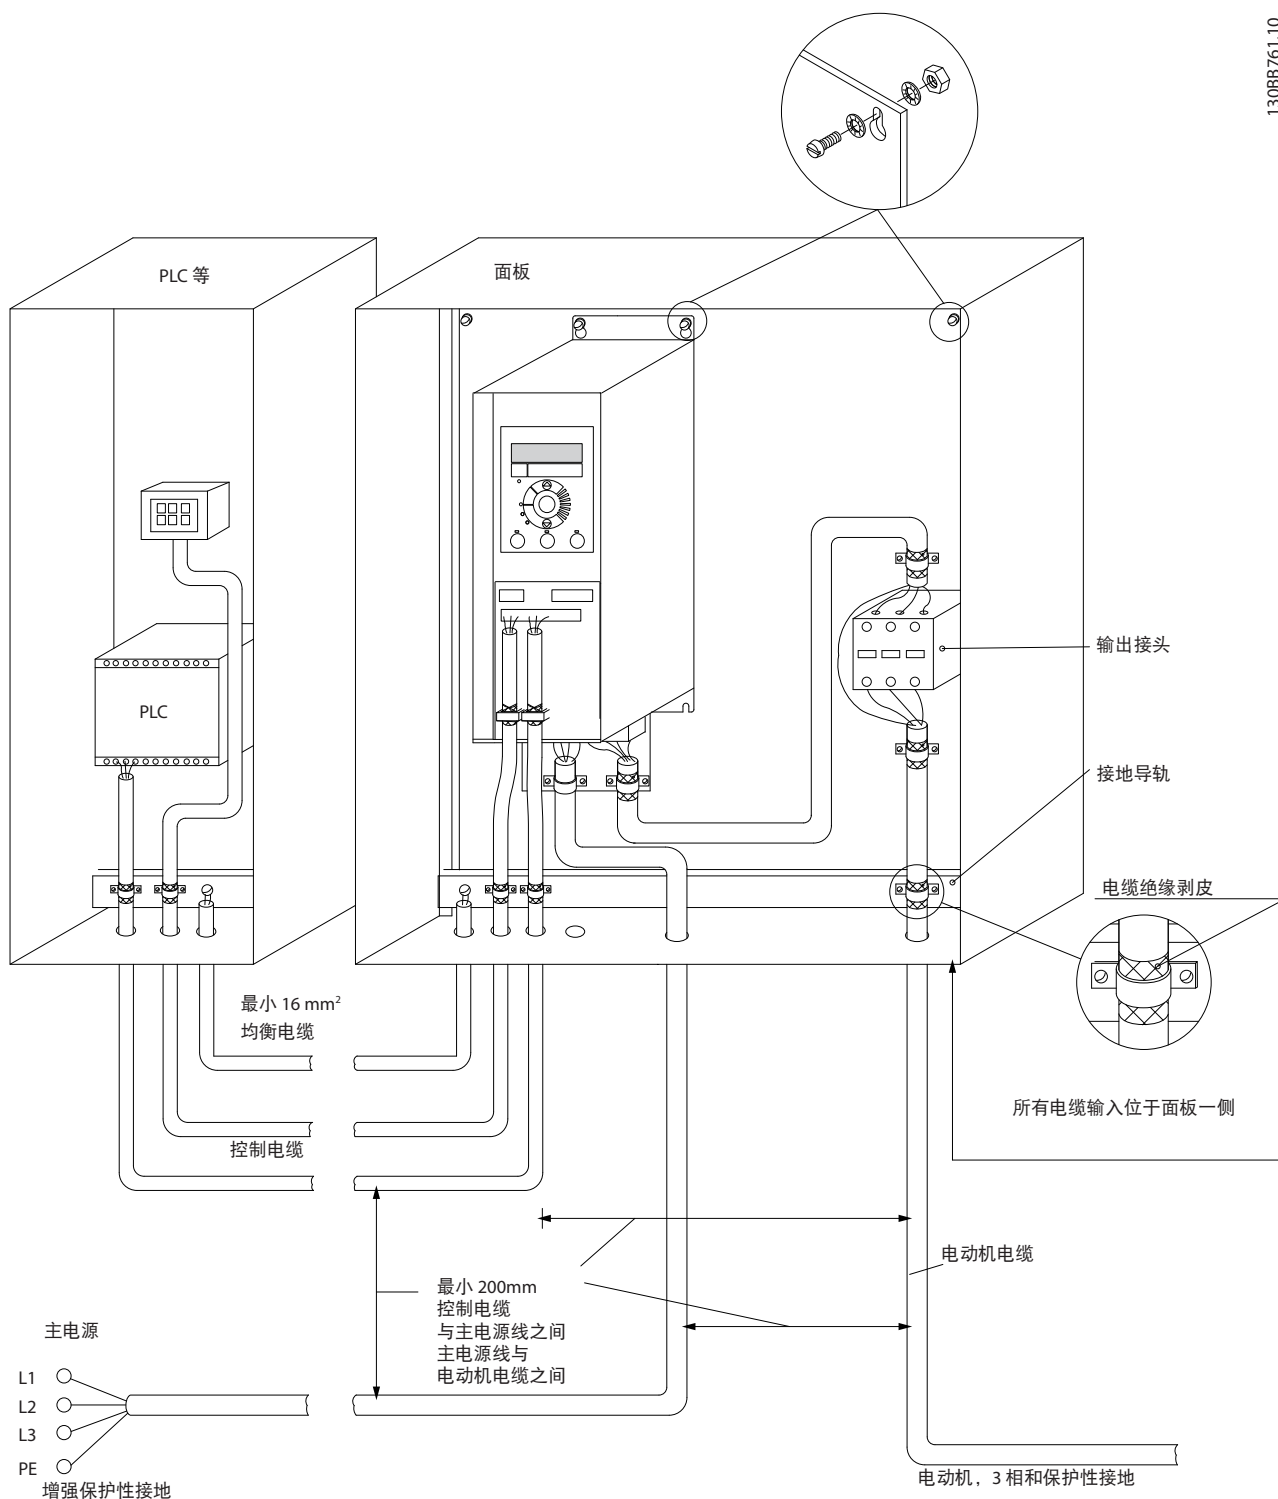 130BB761.10
PLC 等
面板
输出接头
PLC
接地导轨
电缆绝缘剥皮
最小 16 mm²
均衡电缆
所有电缆输入位于面板一侧
控制电缆
电动机电缆
最小 200mm
控制电缆
与主电源线之间
主电源线与
电动机电缆之间
主电源
L1
L2
L3
PE
增强保护性接地
电动机，3 相和保护性接地